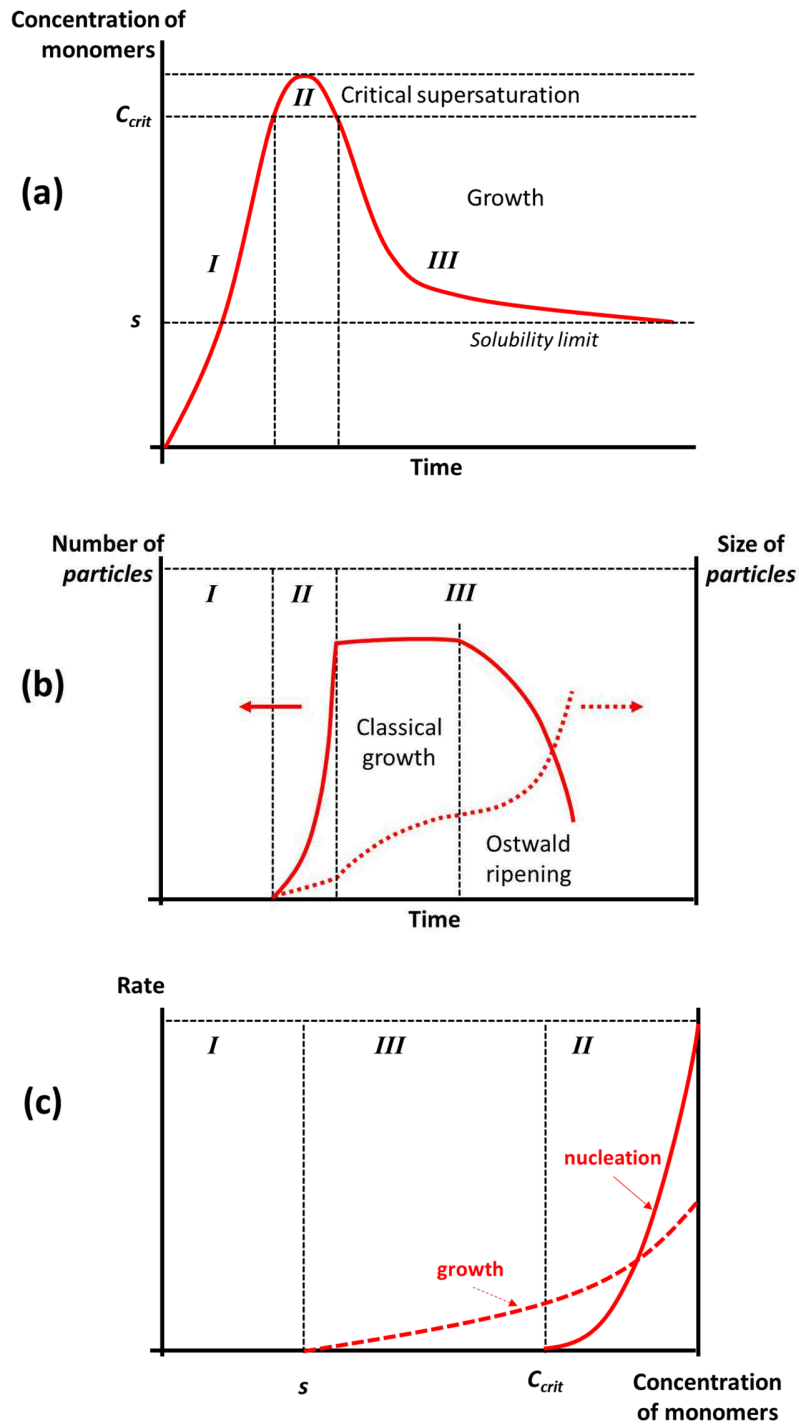 Concentration of
monomers
II
Critical supersaturation
C_crit
(a)
Growth
I
III
s
Solubility limit
Time
Number of
particles
Size of
particles
I
II
III
(b)
Classical
growth
Ostwald
ripening
Time
Rate
I
III
II
(c)
nucleation
growth
s
C_crit
Concentration
of monomers